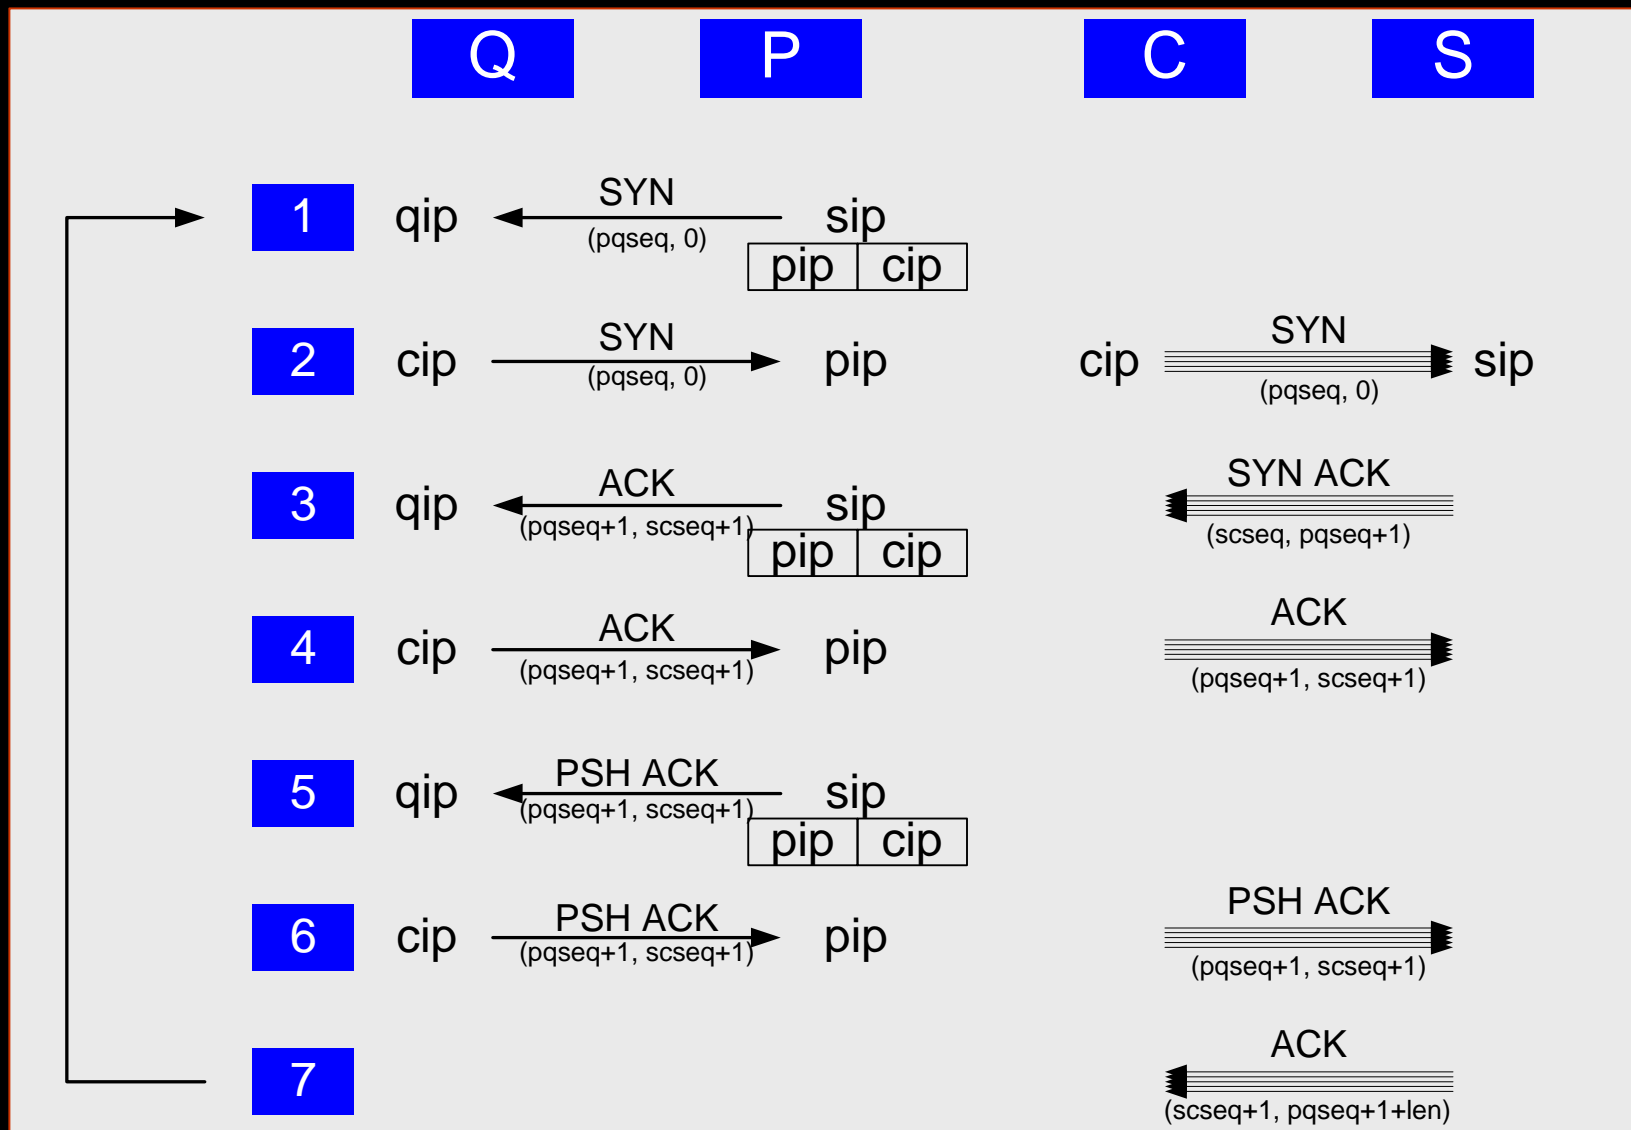 Q P C S
SYN
1 qip sip
(pqseq, 0)
pip cip
SYN SYN
2 cip pip cip sip
(pqseq, 0) (pqseq, 0)
ACK SYN ACK
3 qip sip
(pqseq+1, scseq+1) (scseq, pqseq+1)
pip cip
ACK ACK
4 cip pip
(pqseq+1, scseq+1) (pqseq+1, scseq+1)
PSH ACK
5 qip sip
(pqseq+1, scseq+1)
pip cip
PSH ACK PSH ACK
6 cip pip
(pqseq+1, scseq+1) (pqseq+1, scseq+1)
ACK
7
(scseq+1, pqseq+1+len)